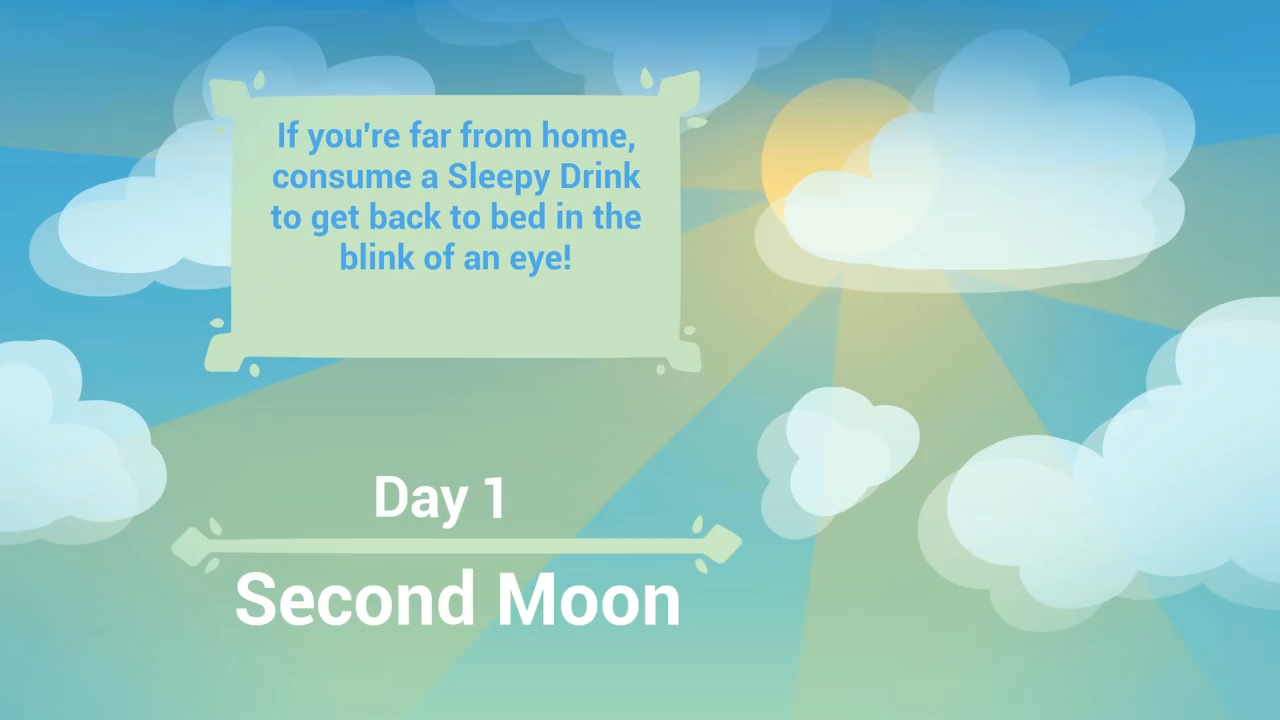 If you're far from home,
consume a Sleepy Drink
to get back to bed in the
blink of an eye!
Day 1
Second Moon